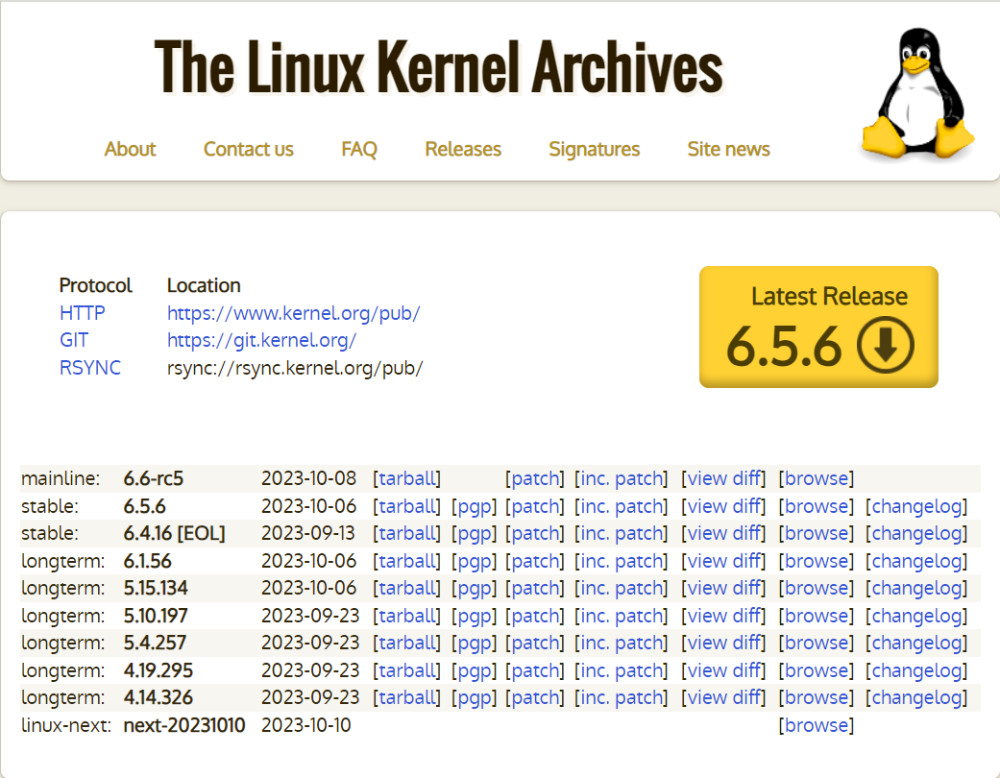 The Linux Kernel Archives
About Contact us FAQ Releases Signatures Site news
Protocol Location
HTTP https://www.kernel.org/pub/
GIT https://git.kernel.org/
RSYNC rsync://rsync.kernel.org/pub/
Latest Release
6.5.6
mainline: 6.6-rc5 2023-10-08 [tarball] [patch] [inc. patch] [view diff] [browse]
stable: 6.5.6 2023-10-06 [tarball] [pgp] [patch] [inc. patch] [view diff] [browse] [changelog]
stable: 6.4.16 [EOL] 2023-09-13 [tarball] [pgp] [patch] [inc. patch] [view diff] [browse] [changelog]
longterm: 6.1.56 2023-10-06 [tarball] [pgp] [patch] [inc. patch] [view diff] [browse] [changelog]
longterm: 5.15.134 2023-10-06 [tarball] [pgp] [patch] [inc. patch] [view diff] [browse] [changelog]
longterm: 5.10.197 2023-09-23 [tarball] [pgp] [patch] [inc. patch] [view diff] [browse] [changelog]
longterm: 5.4.257 2023-09-23 [tarball] [pgp] [patch] [inc. patch] [view diff] [browse] [changelog]
longterm: 4.19.295 2023-09-23 [tarball] [pgp] [patch] [inc. patch] [view diff] [browse] [changelog]
longterm: 4.14.326 2023-09-23 [tarball] [pgp] [patch] [inc. patch] [view diff] [browse] [changelog]
linux-next: next-20231010 2023-10-10 [browse]